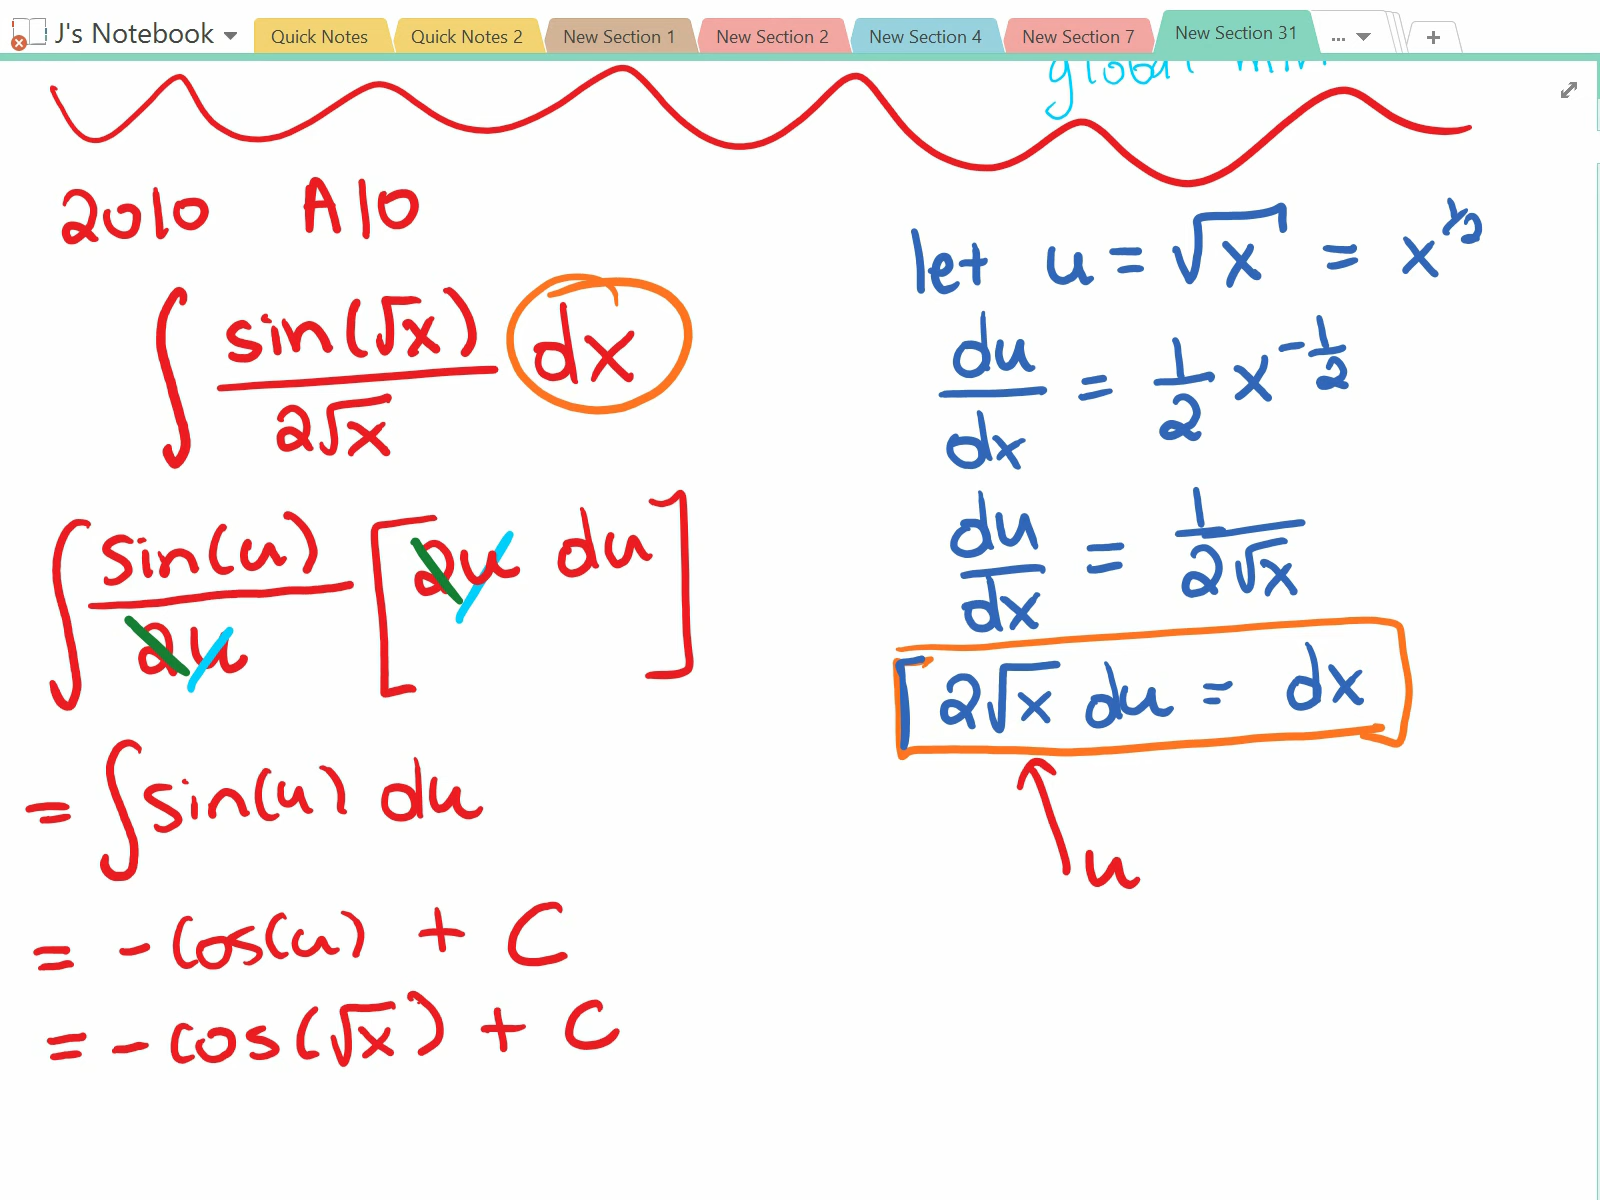 J's Notebook Quick Notes Quick Notes 2 New Section 1 New Section 2 New Section 4 New Section 7 New Section 31 ... +
global min
2010 A10
∫ sin(√x)/2√x dx
∫ sin(u)/2u [2u du]
= ∫ sin(u) du
= -cos(u) + C
= -cos(√x) + C
let u = √x = x^1/2
du/dx = 1/2 x^-1/2
du/dx = 1/2√x
2√x du = dx
u